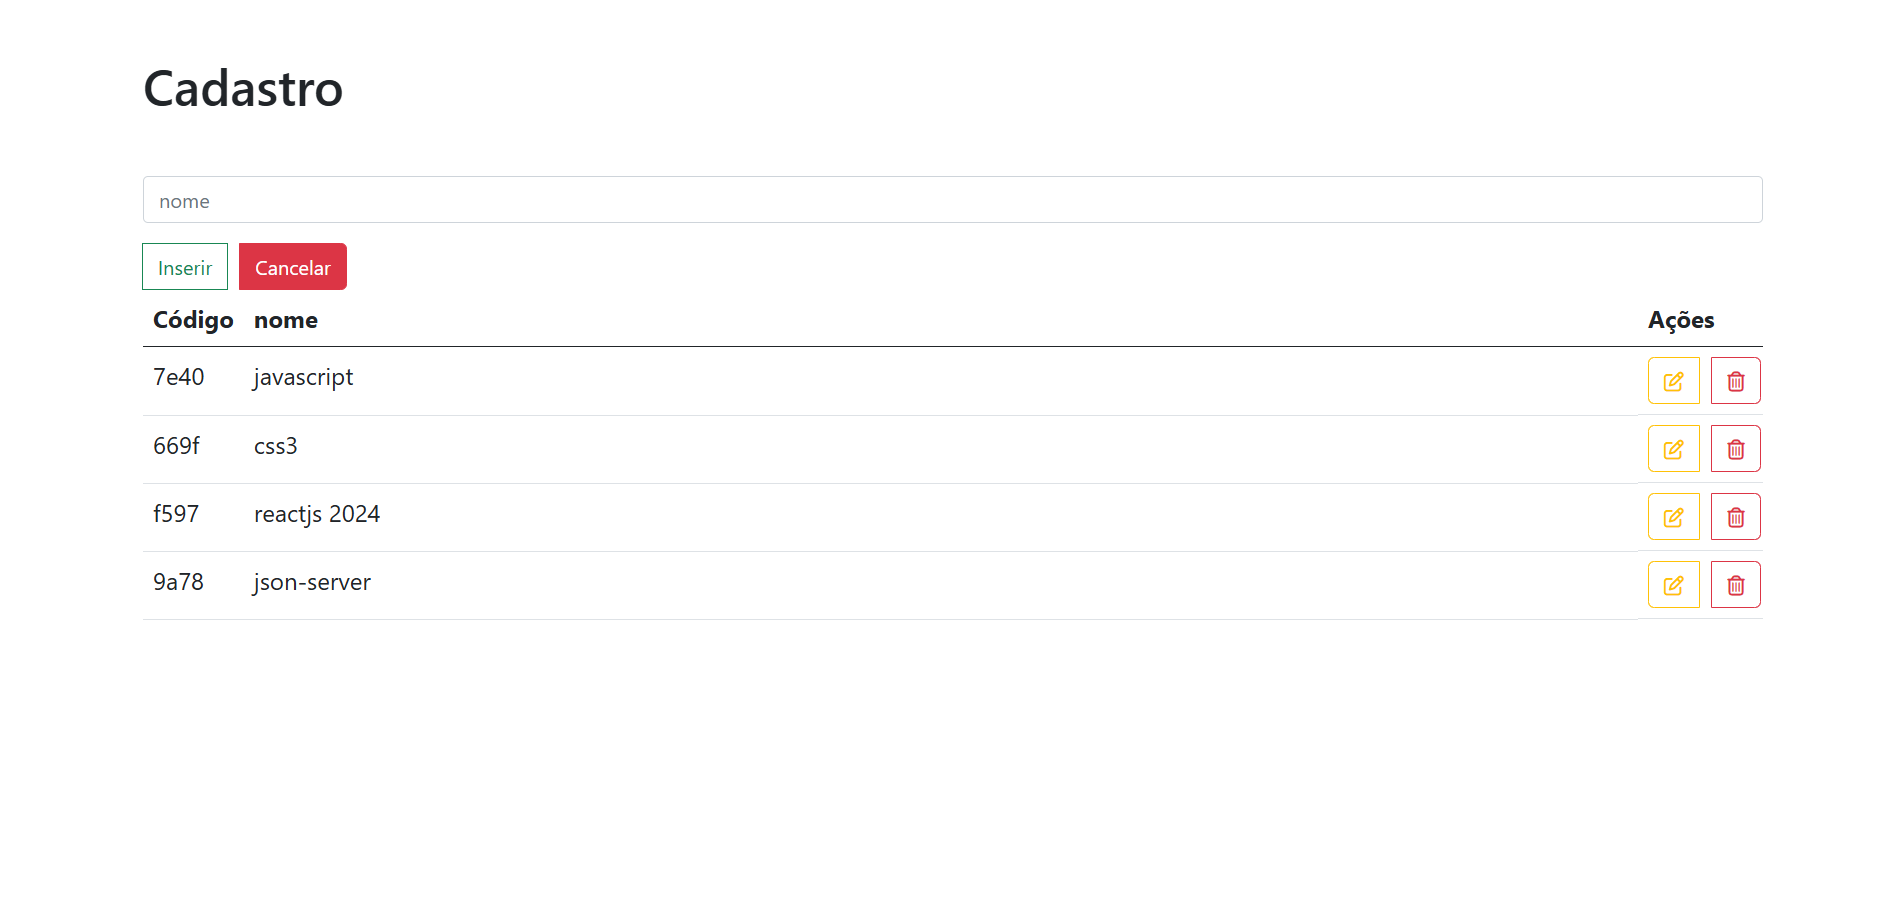 Cadastro
nome
Inserir Cancelar
Código nome Ações
7e40 javascript
669f css3
f597 reactjs 2024
9a78 json-server